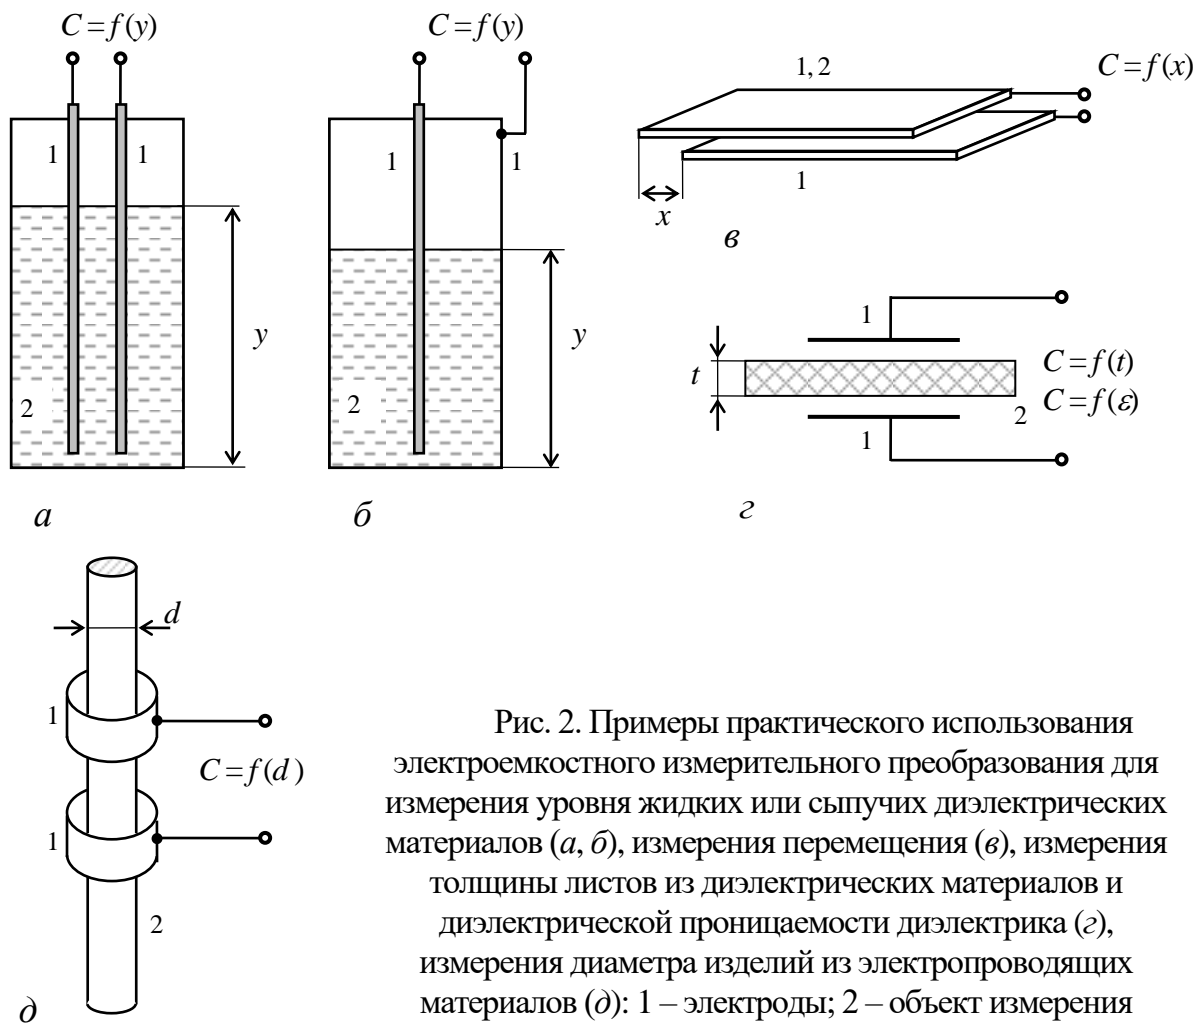 C = f(y)
C = f(y)
1 1
2
y
а
1
1
2
y
б
1, 2
C = f(x)
1
x
в
1
t
C = f(t)
C = f(ε)
2
1
г
d
1
C = f(d)
1
2
д
Рис. 2. Примеры практического использования
электроемкостного измерительного преобразования для
измерения уровня жидких или сыпучих диэлектрических
материалов (а, б), измерения перемещения (в), измерения
толщины листов из диэлектрических материалов и
диэлектрической проницаемости диэлектрика (г),
измерения диаметра изделий из электропроводящих
материалов (д): 1 – электроды; 2 – объект измерения